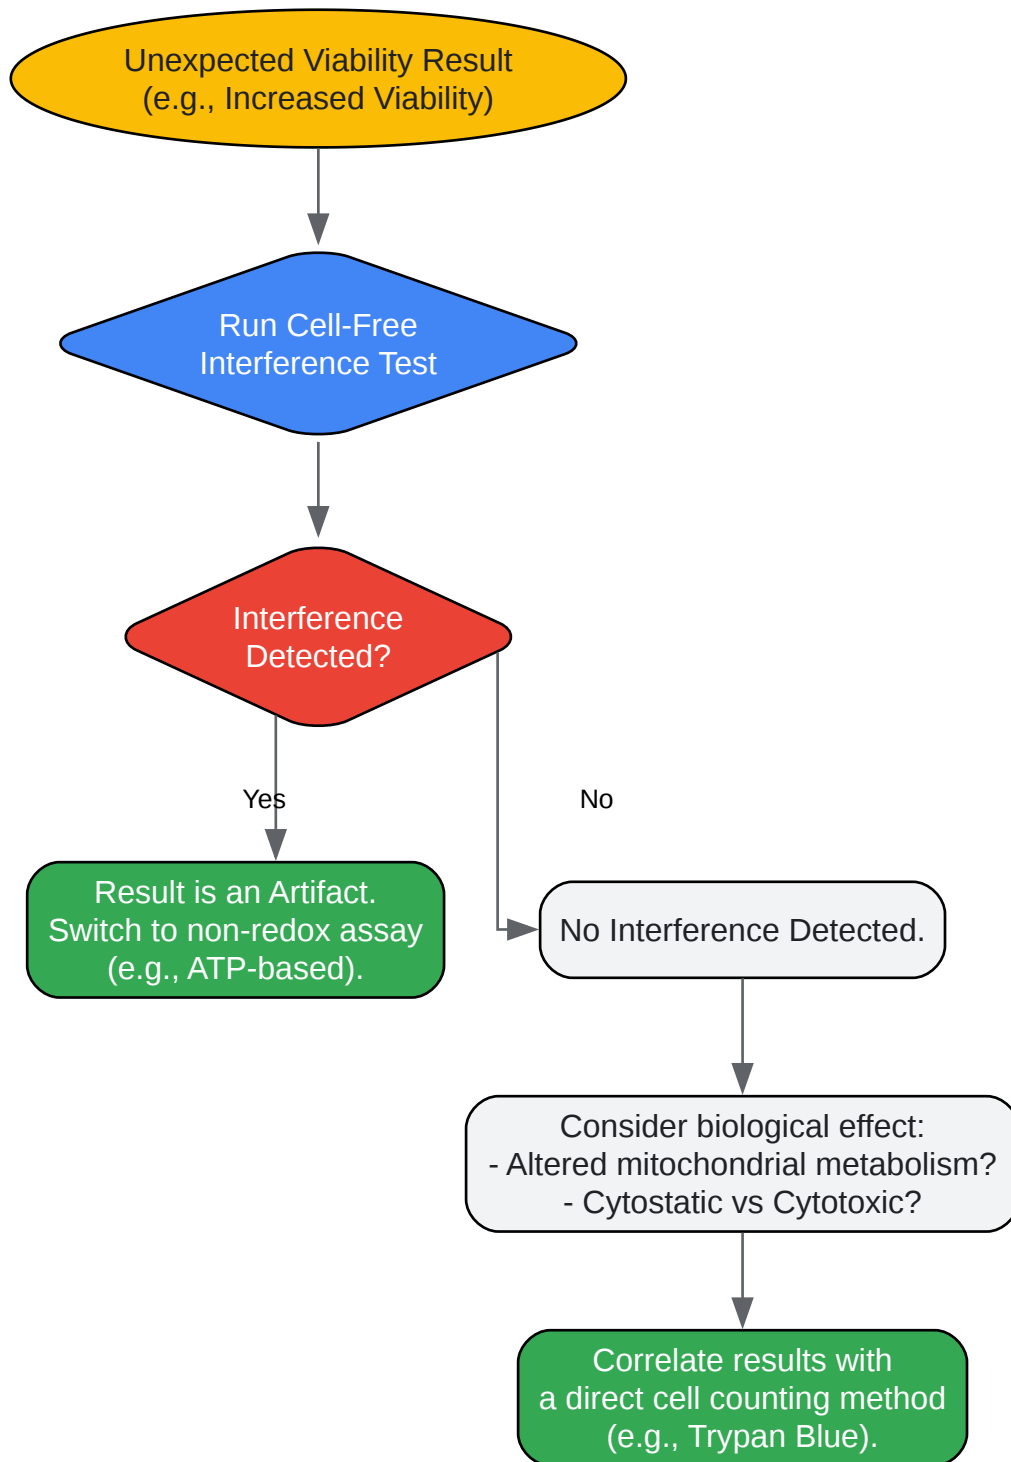 Unexpected Viability Result
(e.g., Increased Viability)
Run Cell-Free
Interference Test
Interference
Detected?
Yes
No
Result is an Artifact.
Switch to non-redox assay
(e.g., ATP-based).
No Interference Detected.
Consider biological effect:
- Altered mitochondrial metabolism?
- Cytostatic vs Cytotoxic?
Correlate results with
a direct cell counting method
(e.g., Trypan Blue).